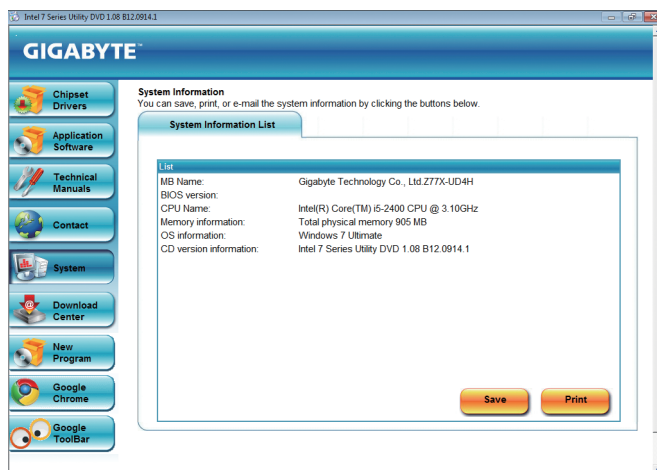 Intel 7 Series Utility DVD 1.08 B12.0914.1
GIGABYTE™
Chipset
Drivers
Application
Software
Technical
Manuals
Contact
System
Download
Center
New
Program
Google
Chrome
Google
ToolBar
System Information
You can save, print, or e-mail the system information by clicking the buttons below.
System Information List
List
MB Name: Gigabyte Technology Co., Ltd.Z77X-UD4H
BIOS version:
CPU Name: Intel(R) Core(TM) i5-2400 CPU @ 3.10GHz
Memory information: Total physical memory 905 MB
OS information: Windows 7 Ultimate
CD version information: Intel 7 Series Utility DVD 1.08 B12.0914.1
Save Print